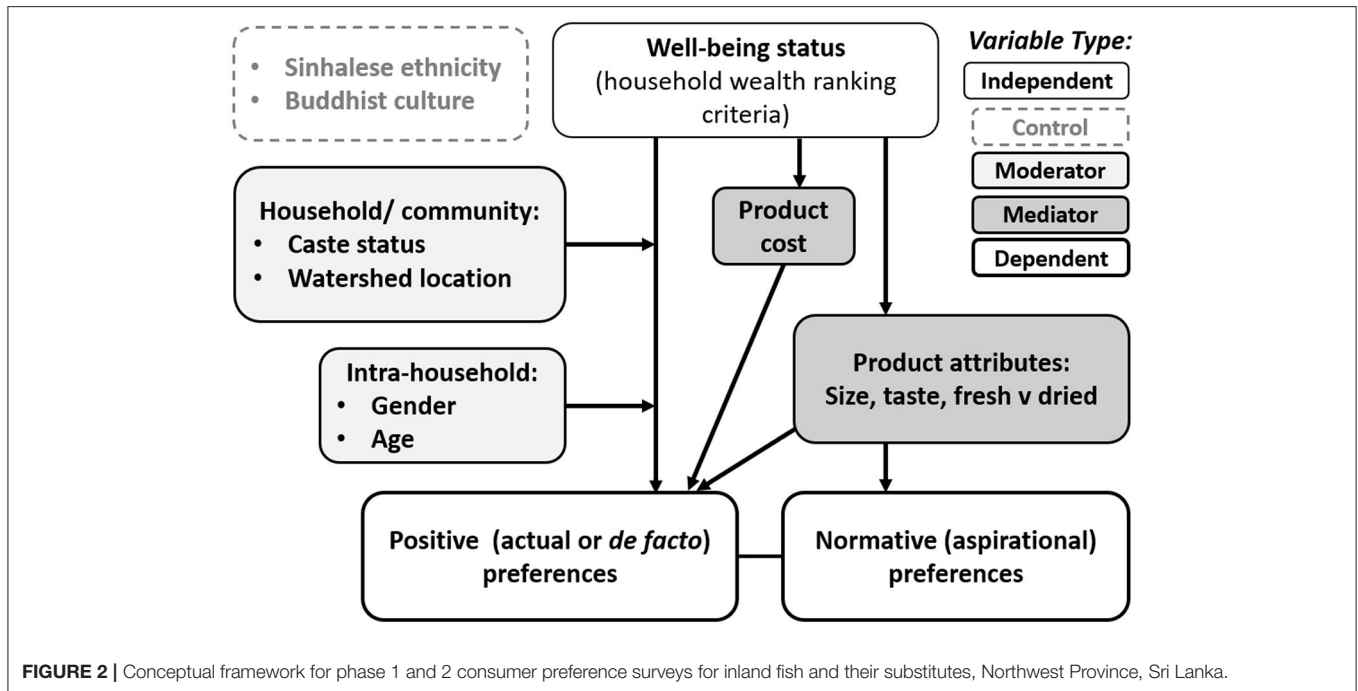 • Sinhalese ethnicity
• Buddhist culture
Well-being status
(household wealth ranking
criteria)
Variable Type:
Independent
Control
Moderator
Mediator
Dependent
Household/ community:
• Caste status
• Watershed location
Product
cost
Intra-household:
• Gender
• Age
Product attributes:
Size, taste, fresh v dried
Positive (actual or de facto)
preferences
Normative (aspirational)
preferences
FIGURE 2 | Conceptual framework for phase 1 and 2 consumer preference surveys for inland fish and their substitutes, Northwest Province, Sri Lanka.